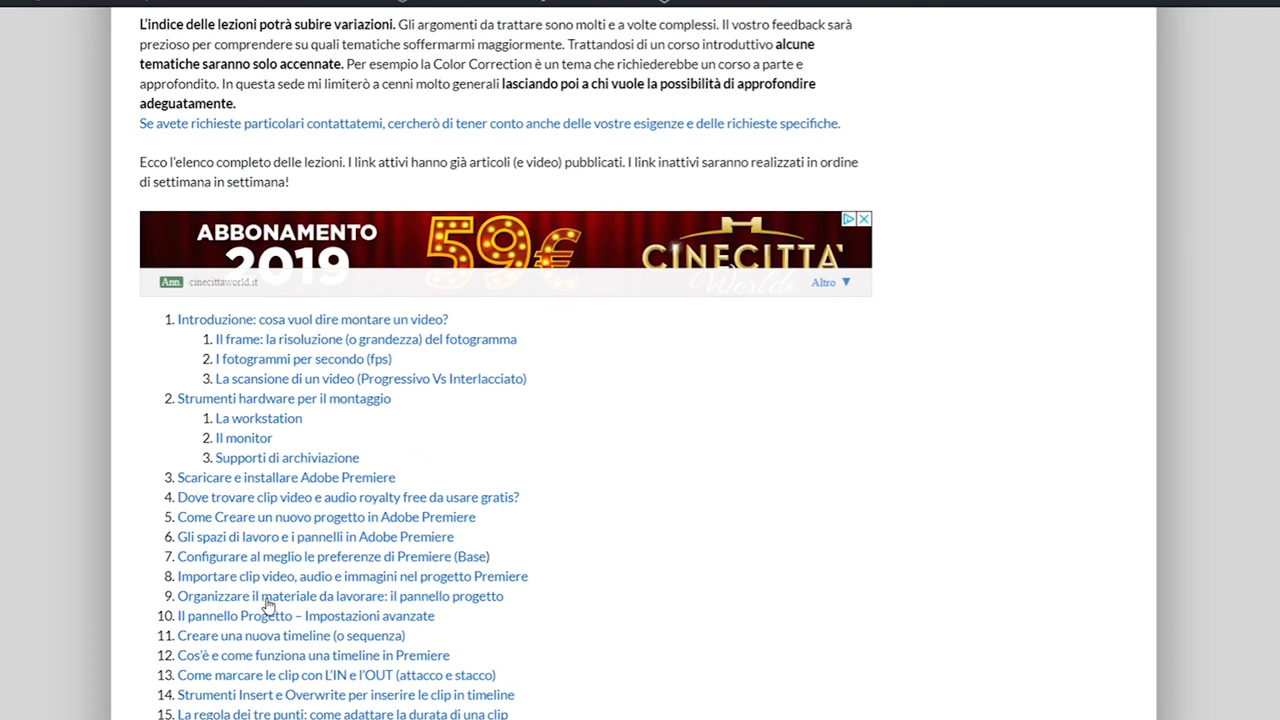 L'indice delle lezioni potrà subire variazioni. Gli argomenti da trattare sono molti e a volte complessi. Il vostro feedback sarà
prezioso per comprendere su quali tematiche soffermarmi maggiormente. Trattandosi di un corso introduttivo alcune
tematiche saranno solo accennate. Per esempio la Color Correction è un tema che richiederebbe un corso a parte e
approfondito. In questa sede mi limiterò a cenni molto generali lasciando poi a chi vuole la possibilità di approfondire
adeguatamente.
Se avete richieste particolari contattatemi, cercherò di tener conto anche delle vostre esigenze e delle richieste specifiche.
Ecco l'elenco completo delle lezioni. I link attivi hanno già articoli (e video) pubblicati. I link inattivi saranno realizzati in ordine
di settimana in settimana!
ABBONAMENTO
2019
59€
CINECITTA'
World
Ann. cinecittaworld.it
Altro ▼
1. Introduzione: cosa vuol dire montare un video?
1. Il frame: la risoluzione (o grandezza) del fotogramma
2. I fotogrammi per secondo (fps)
3. La scansione di un video (Progressivo Vs Interlacciato)
2. Strumenti hardware per il montaggio
1. La workstation
2. Il monitor
3. Supporti di archiviazione
3. Scaricare e installare Adobe Premiere
4. Dove trovare clip video e audio royalty free da usare gratis?
5. Come Creare un nuovo progetto in Adobe Premiere
6. Gli spazi di lavoro e i pannelli in Adobe Premiere
7. Configurare al meglio le preferenze di Premiere (Base)
8. Importare clip video, audio e immagini nel progetto Premiere
9. Organizzare il materiale da lavorare: il pannello progetto
10. Il pannello Progetto – Impostazioni avanzate
11. Creare una nuova timeline (o sequenza)
12. Cos'è e come funziona una timeline in Premiere
13. Come marcare le clip con L'IN e l'OUT (attacco e stacco)
14. Strumenti Insert e Overwrite per inserire le clip in timeline
15. La regola dei tre punti: come adattare la durata di una clip